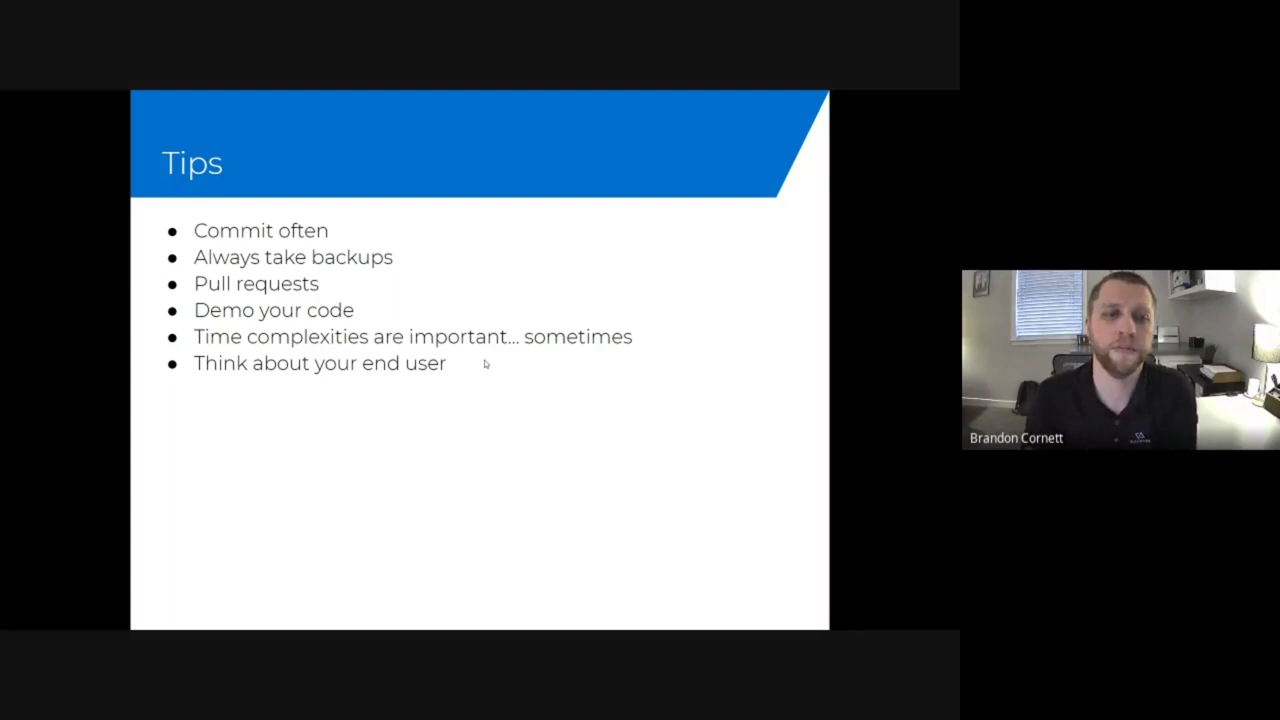 Tips
● Commit often
● Always take backups
● Pull requests
● Demo your code
● Time complexities are important... sometimes
● Think about your end user
Brandon Cornett